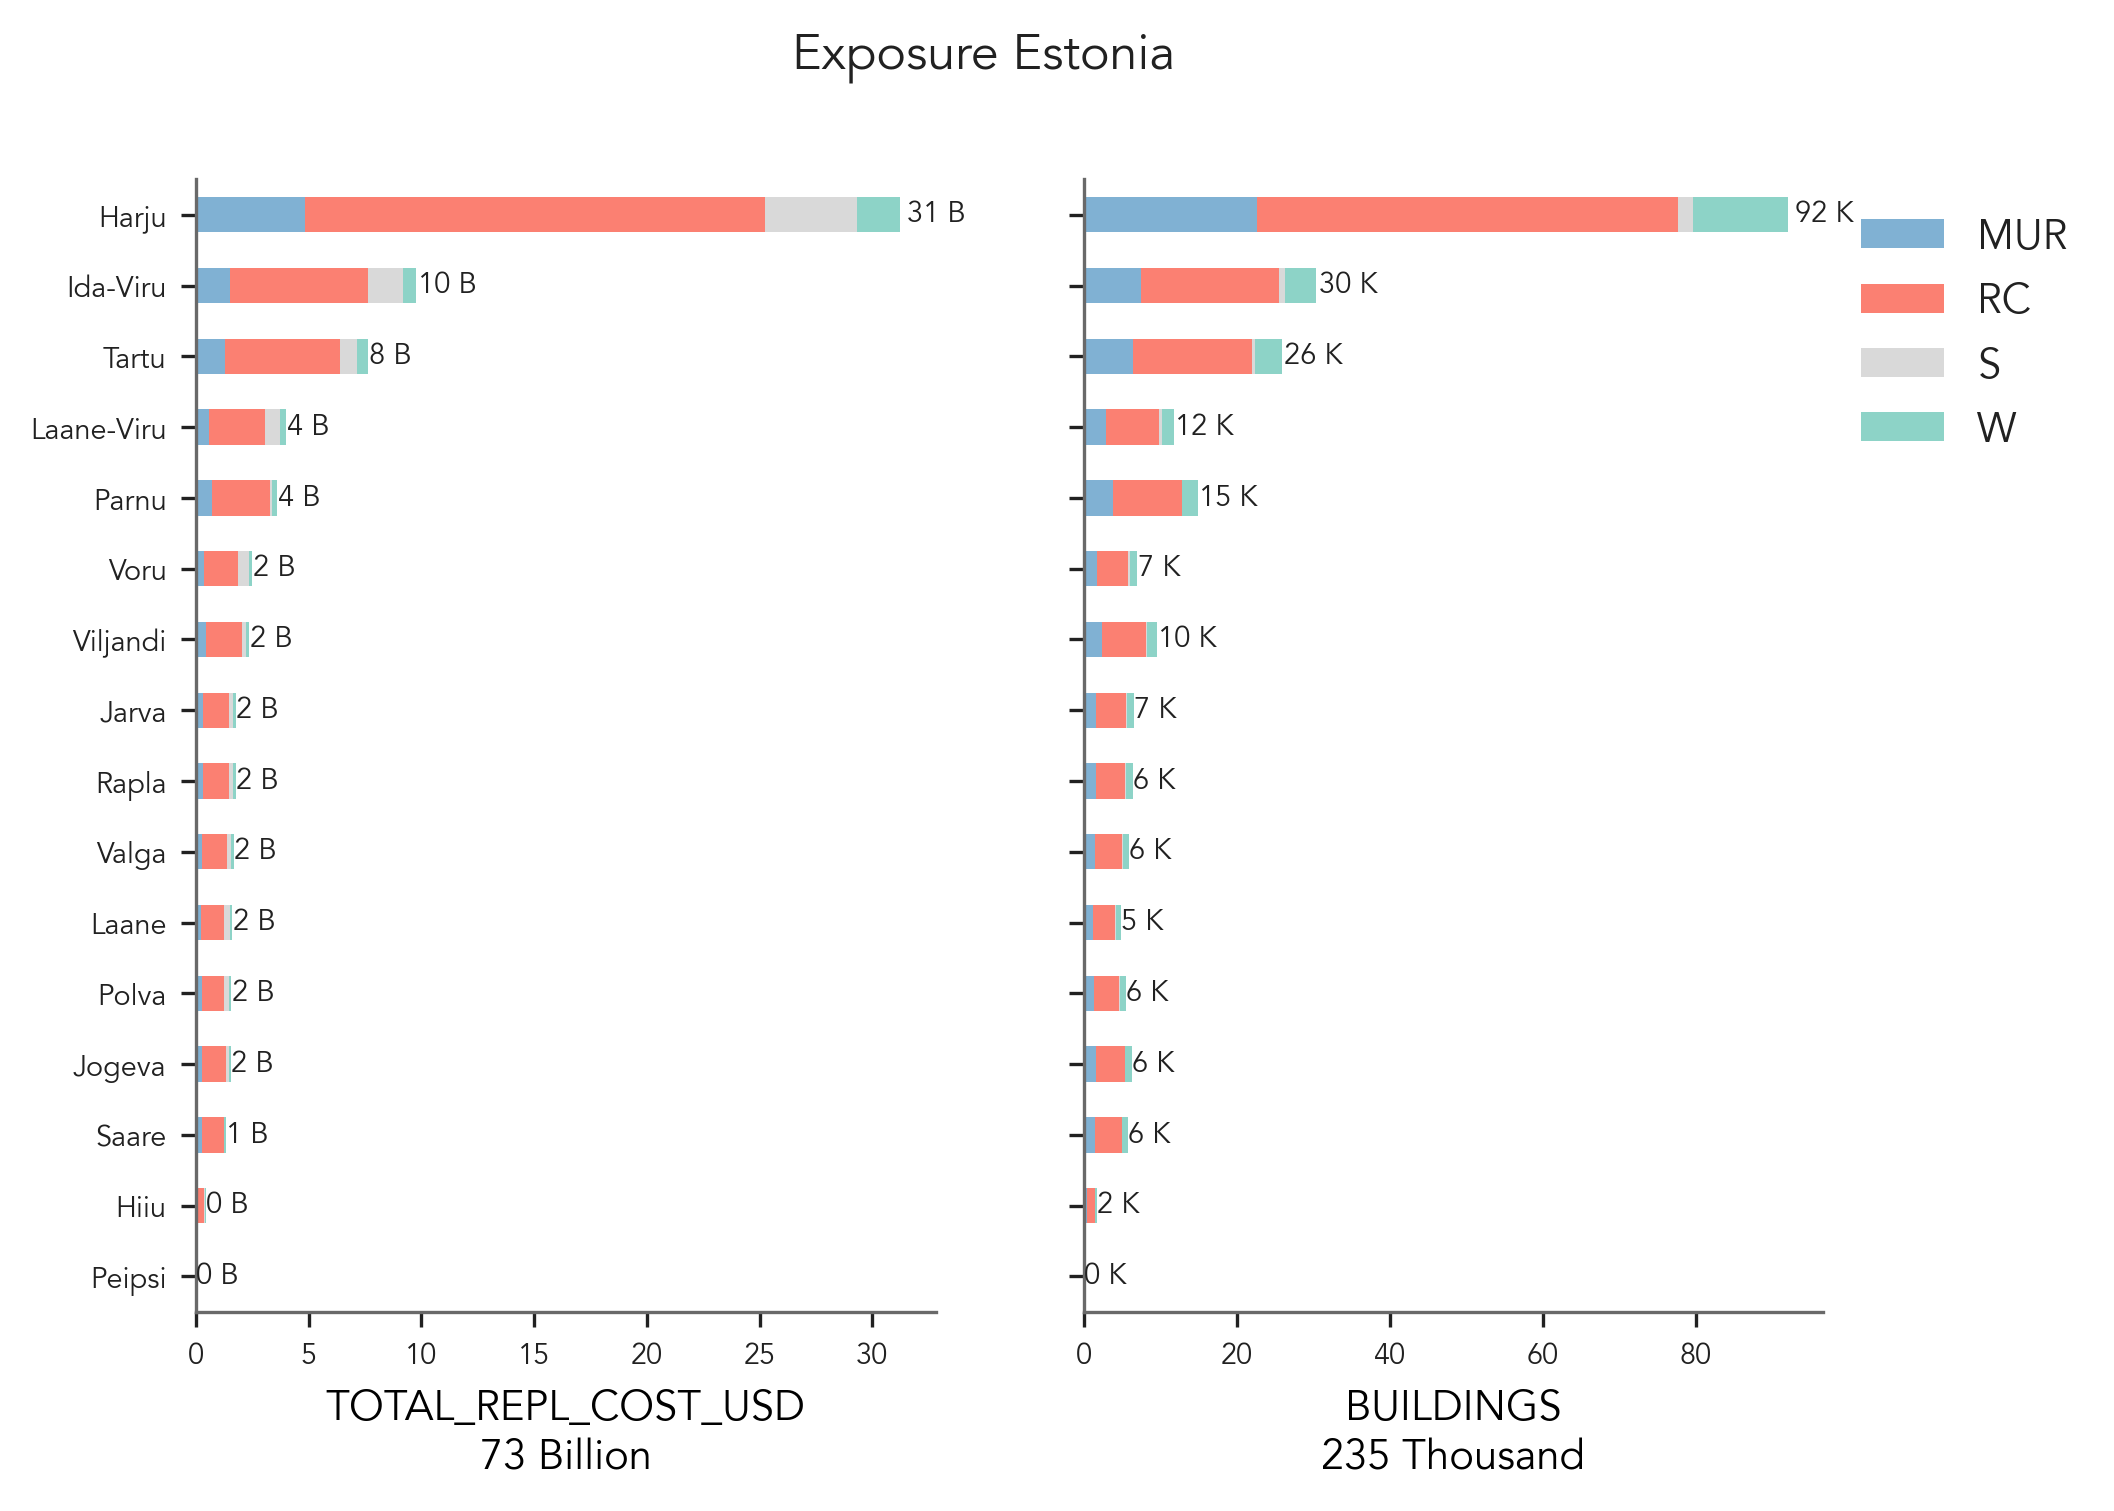 Exposure Estonia
Harju
Ida-Viru
Tartu
Laane-Viru
Parnu
Voru
Viljandi
Jarva
Rapla
Valga
Laane
Polva
Jogeva
Saare
Hiiu
Peipsi
31 B
10 B
8 B
4 B
4 B
2 B
2 B
2 B
2 B
2 B
2 B
2 B
2 B
1 B
0 B
0 B
0 5 10 15 20 25 30
TOTAL_REPL_COST_USD
73 Billion
92 K
30 K
26 K
12 K
15 K
7 K
10 K
7 K
6 K
6 K
5 K
6 K
6 K
6 K
2 K
0 K
0 20 40 60 80
BUILDINGS
235 Thousand
MUR
RC
S
W